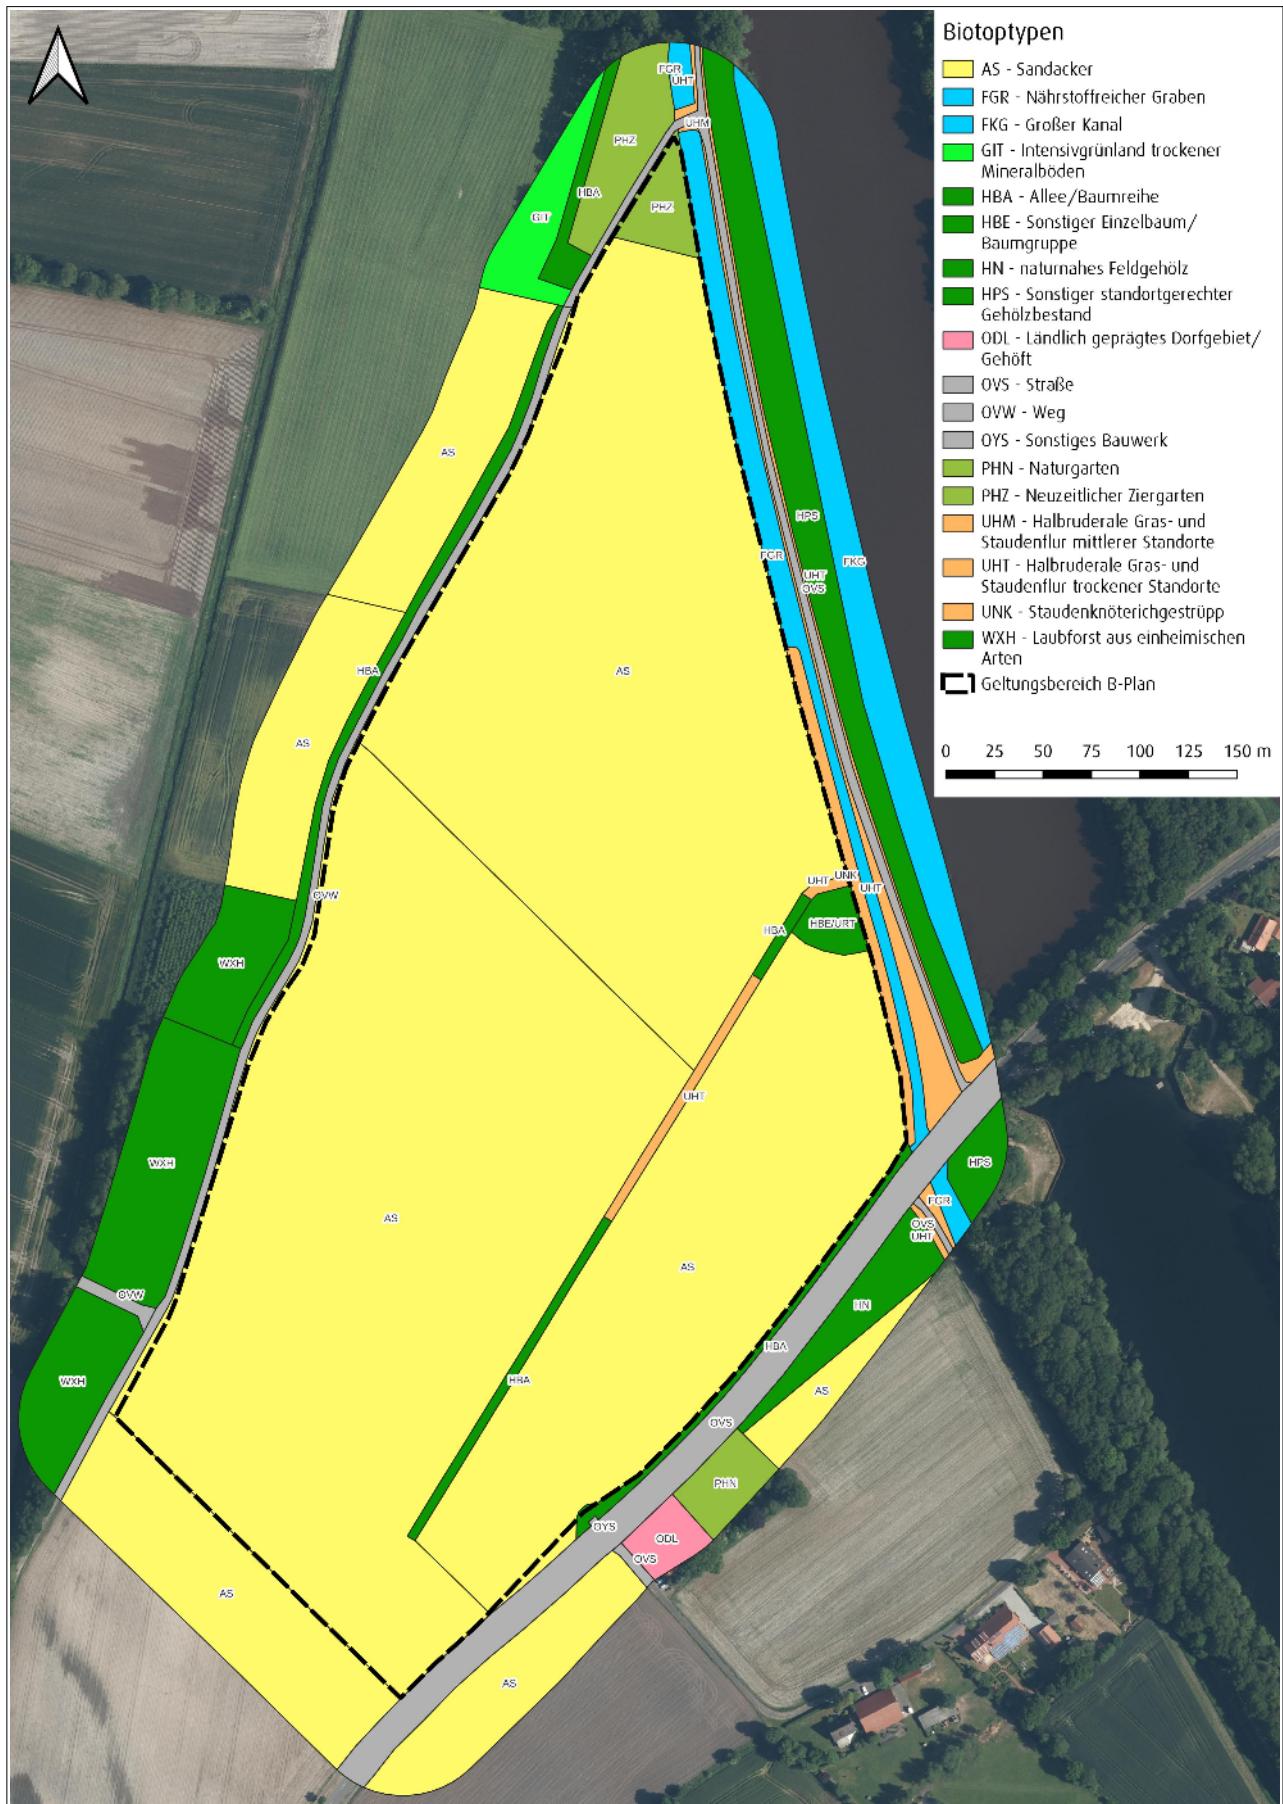 Biotoptypen
AS - Sandacker
FGR - Nährstoffreicher Graben
FKG - Großer Kanal
GIT - Intensivgrünland trockener
Mineralböden
HBA - Allee/Baumreihe
HBE - Sonstiger Einzelbaum/
Baumgruppe
HN - naturnahes Feldgehölz
HPS - Sonstiger standortgerechter
Gehölzbestand
ODL - Ländlich geprägtes Dorfgebiet/
Gehöft
OVS - Straße
OVW - Weg
OYS - Sonstiges Bauwerk
PHN - Naturgarten
PHZ - Neuzeitlicher Ziergarten
UHM - Halbruderale Gras- und
Staudenflur mittlerer Standorte
UHT - Halbruderale Gras- und
Staudenflur trockener Standorte
UNK - Staudenknöterichgestrüpp
WXH - Laubforst aus einheimischen
Arten
Geltungsbereich B-Plan
0 25 50 75 100 125 150 m
FGR
UHT
UHM
PHZ
HBA
PHZ
GIT
AS
HPS
FGR
FKG
UHT
OVS
AS
HBA
AS
UHT
UNK
UHT
OVW
HBA
HBE/URT
WXH
UHT
WXH
HPS
AS
FGR
OVS
UHT
AS
OVW
HN
HBA
WXH
HBA
AS
OVS
PHN
OYS
ODL
OVS
AS
AS